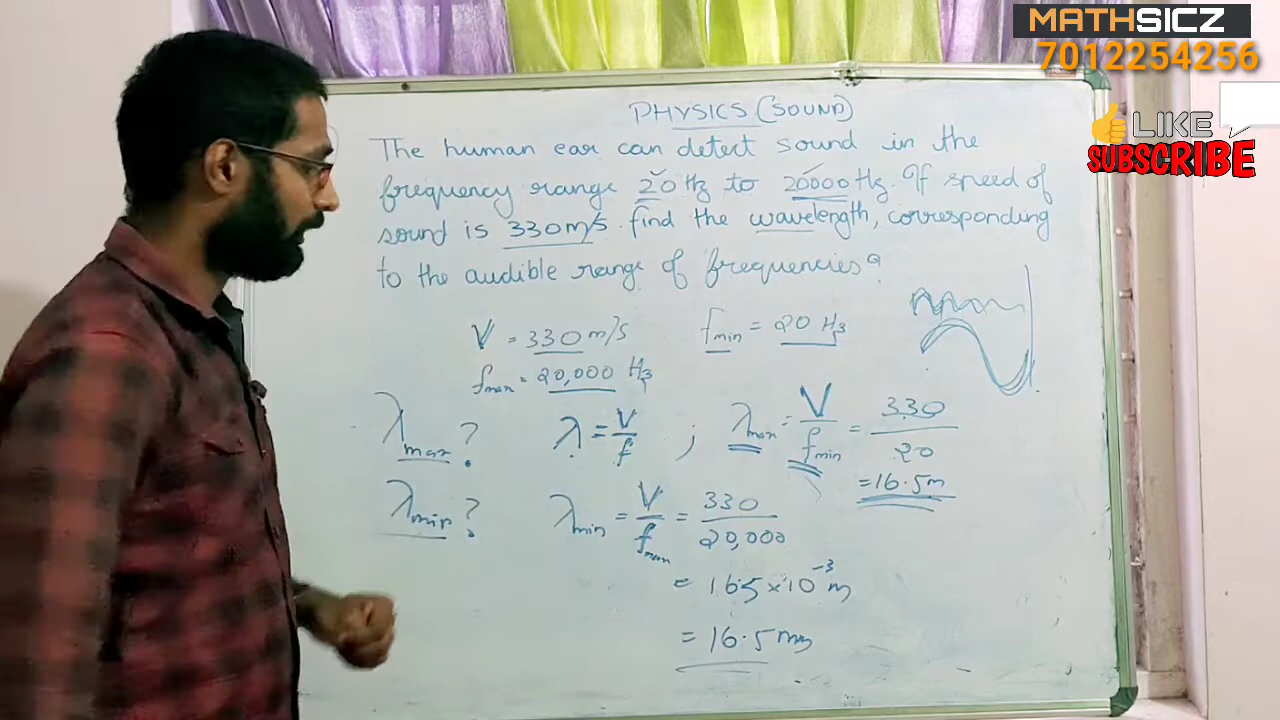 MATHSICZ
7012254256
LIKE
SUBSCRIBE
PHYSICS (SOUND)
The human ear can detect sound in the
frequency range 20 Hz to 20000 Hz. If speed of
sound is 330 m/s. find the wavelength, corresponding
to the audible range of frequencies?
V = 330 m/s fmin = 20 Hz
fmax = 20,000 Hz
λmax ? λ = V/f ; λmax = V/fmin = 330/20
= 16.5m
λmin ? λmin = V/fmax = 330/20,000
= 16.5 × 10⁻³ m
= 16.5 mm